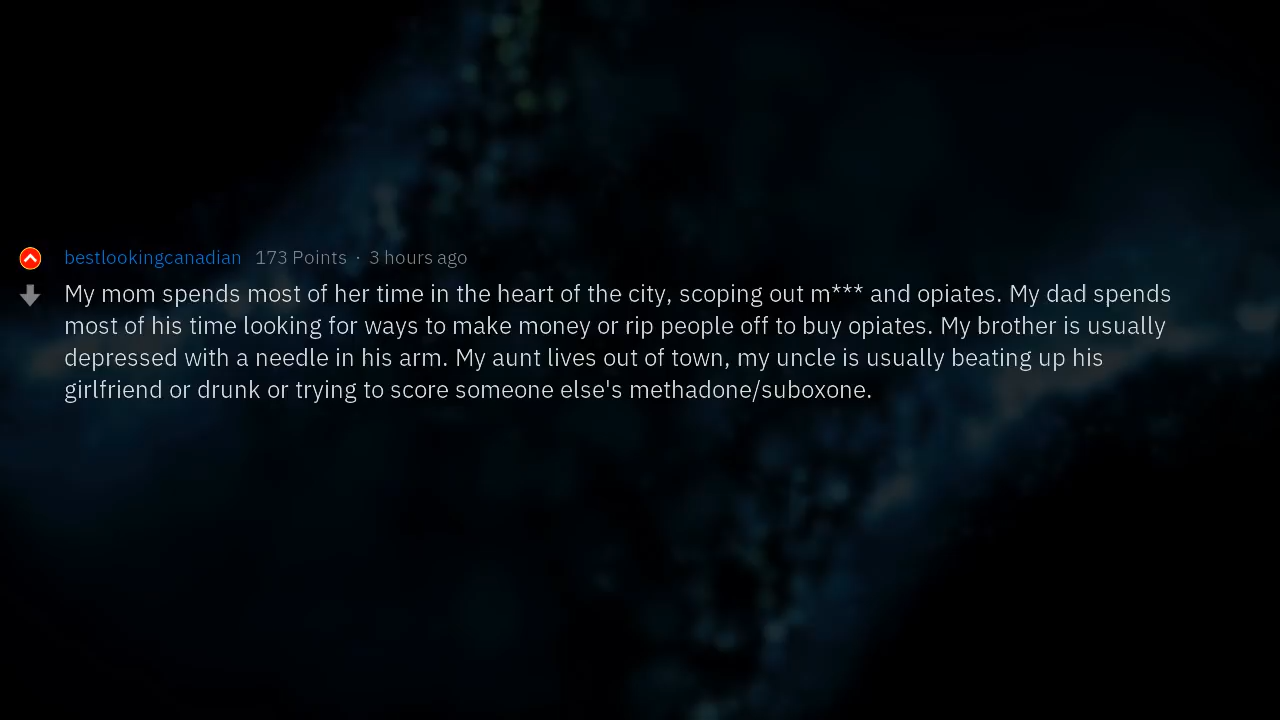 bestlookingcanadian 173 Points · 3 hours ago
My mom spends most of her time in the heart of the city, scoping out m*** and opiates. My dad spends
most of his time looking for ways to make money or rip people off to buy opiates. My brother is usually
depressed with a needle in his arm. My aunt lives out of town, my uncle is usually beating up his
girlfriend or drunk or trying to score someone else's methadone/suboxone.